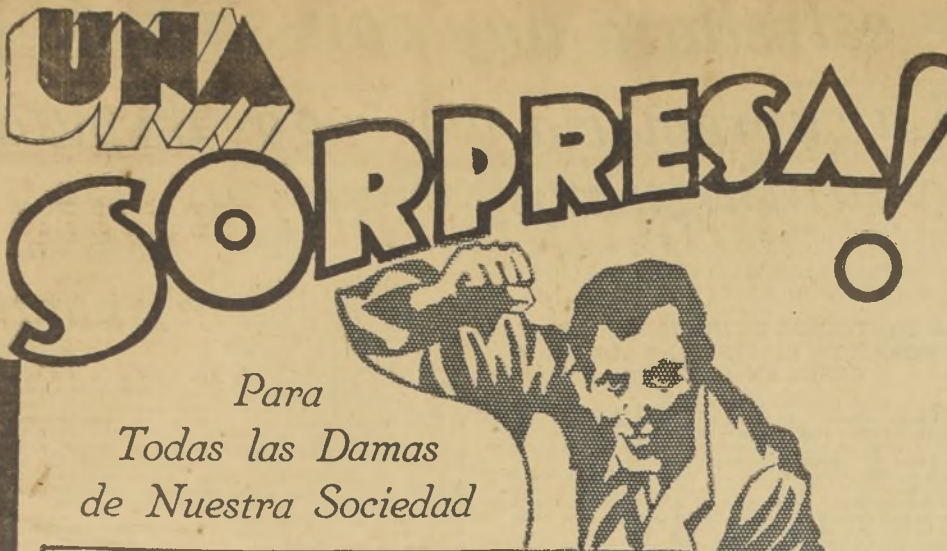 UNA
SORPRESA!
Para
Todas las Damas
de Nuestra Sociedad